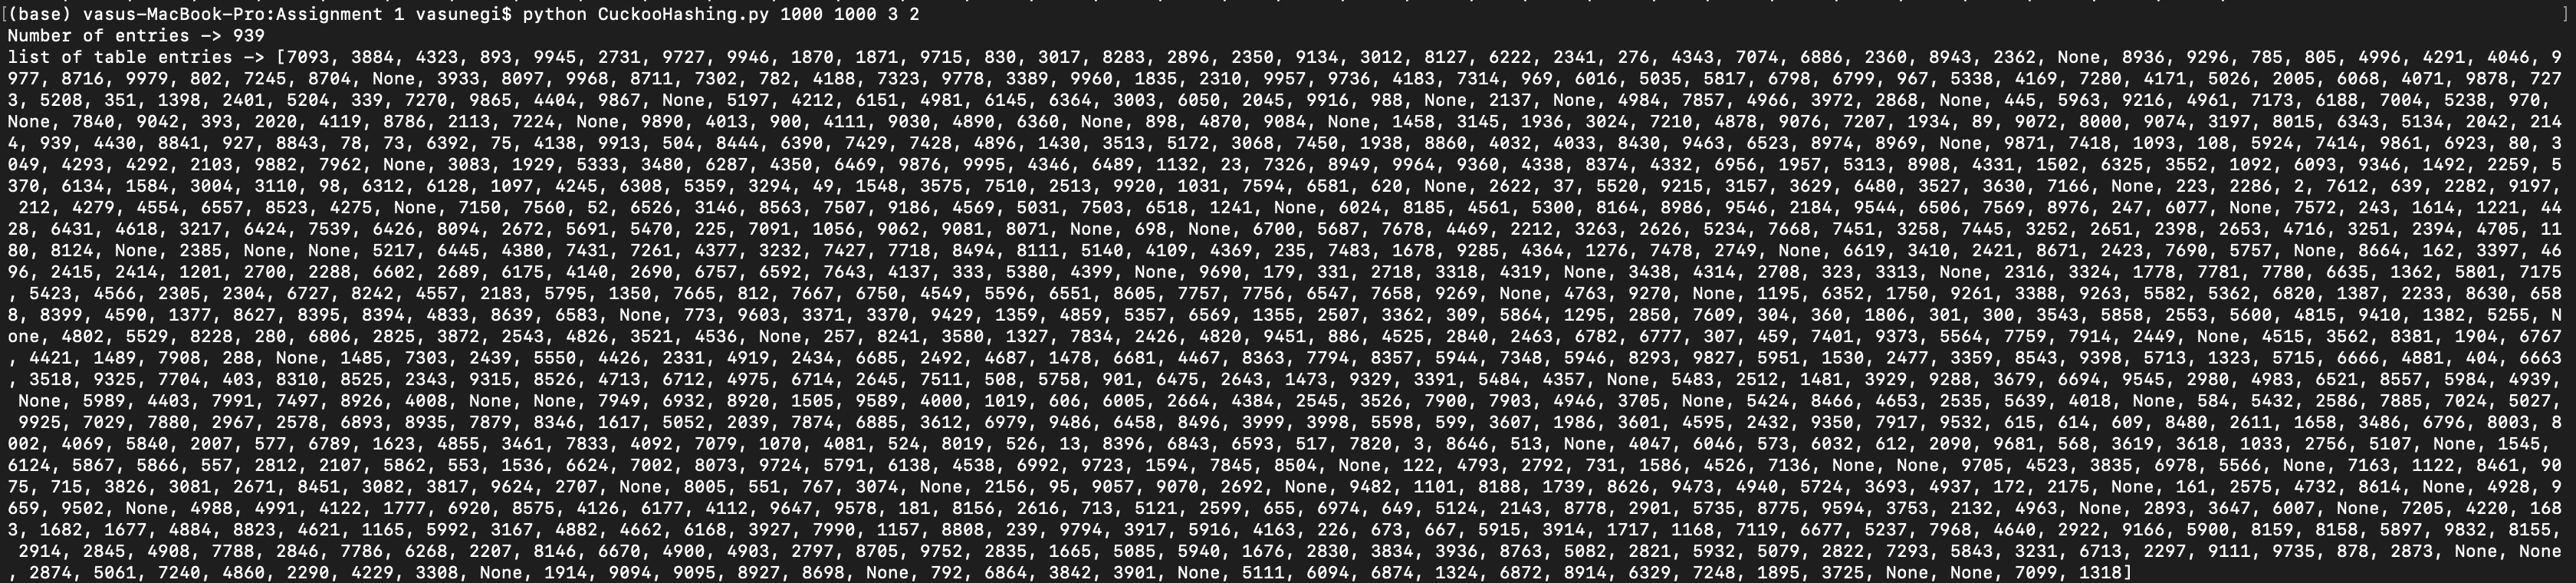 [(base) vasus-MacBook-Pro:Assignment 1 vasunegi$ python CuckooHashing.py 1000 1000 3 2 ]
Number of entries -> 939
list of table entries -> [7093, 3884, 4323, 893, 9945, 2731, 9727, 9946, 1870, 1871, 9715, 830, 3017, 8283, 2896, 2350, 9134, 3012, 8127, 6222, 2341, 276, 4343, 7074, 6886, 2360, 8943, 2362, None, 8936, 9296, 785, 805, 4996, 4291, 4046, 9
977, 8716, 9979, 802, 7245, 8704, None, 3933, 8097, 9968, 8711, 7302, 782, 4188, 7323, 9778, 3389, 9960, 1835, 2310, 9957, 9736, 4183, 7314, 969, 6016, 5035, 5817, 6798, 6799, 967, 5338, 4169, 7280, 4171, 5026, 2005, 6068, 4071, 9878, 727
3, 5208, 351, 1398, 2401, 5204, 339, 7270, 9865, 4404, 9867, None, 5197, 4212, 6151, 4981, 6145, 6364, 3003, 6050, 2045, 9916, 988, None, 2137, None, 4984, 7857, 4966, 3972, 2868, None, 445, 5963, 9216, 4961, 7173, 6188, 7004, 5238, 970,
None, 7840, 9042, 393, 2020, 4119, 8786, 2113, 7224, None, 9890, 4013, 900, 4111, 9030, 4890, 6360, None, 898, 4870, 9084, None, 1458, 3145, 1936, 3024, 7210, 4878, 9076, 7207, 1934, 89, 9072, 8000, 9074, 3197, 8015, 6343, 5134, 2042, 214
4, 939, 4430, 8841, 927, 8843, 78, 73, 6392, 75, 4138, 9913, 504, 8444, 6390, 7429, 7428, 4896, 1430, 3513, 5172, 3068, 7450, 1938, 8860, 4032, 4033, 8430, 9463, 6523, 8974, 8969, None, 9871, 7418, 1093, 108, 5924, 7414, 9861, 6923, 80, 3
049, 4293, 4292, 2103, 9882, 7962, None, 3083, 1929, 5333, 3480, 6287, 4350, 6469, 9876, 9995, 4346, 6489, 1132, 23, 7326, 8949, 9964, 9360, 4338, 8374, 4332, 6956, 1957, 5313, 8908, 4331, 1502, 6325, 3552, 1092, 6093, 9346, 1492, 2259, 5
370, 6134, 1584, 3004, 3110, 98, 6312, 6128, 1097, 4245, 6308, 5359, 3294, 49, 1548, 3575, 7510, 2513, 9920, 1031, 7594, 6581, 620, None, 2622, 37, 5520, 9215, 3157, 3629, 6480, 3527, 3630, 7166, None, 223, 2286, 2, 7612, 639, 2282, 9197,
212, 4279, 4554, 6557, 8523, 4275, None, 7150, 7560, 52, 6526, 3146, 8563, 7507, 9186, 4569, 5031, 7503, 6518, 1241, None, 6024, 8185, 4561, 5300, 8164, 8986, 9546, 2184, 9544, 6506, 7569, 8976, 247, 6077, None, 7572, 243, 1614, 1221, 44
28, 6431, 4618, 3217, 6424, 7539, 6426, 8094, 2672, 5691, 5470, 225, 7091, 1056, 9062, 9081, 8071, None, 698, None, 6700, 5687, 7678, 4469, 2212, 3263, 2626, 5234, 7668, 7451, 3258, 7445, 3252, 2651, 2398, 2653, 4716, 3251, 2394, 4705, 11
80, 8124, None, 2385, None, None, 5217, 6445, 4380, 7431, 7261, 4377, 3232, 7427, 7718, 8494, 8111, 5140, 4109, 4369, 235, 7483, 1678, 9285, 4364, 1276, 7478, 2749, None, 6619, 3410, 2421, 8671, 2423, 7690, 5757, None, 8664, 162, 3397, 46
96, 2415, 2414, 1201, 2700, 2288, 6602, 2689, 6175, 4140, 2690, 6757, 6592, 7643, 4137, 333, 5380, 4399, None, 9690, 179, 331, 2718, 3318, 4319, None, 3438, 4314, 2708, 323, 3313, None, 2316, 3324, 1778, 7781, 7780, 6635, 1362, 5801, 7175
, 5423, 4566, 2305, 2304, 6727, 8242, 4557, 2183, 5795, 1350, 7665, 812, 7667, 6750, 4549, 5596, 6551, 8605, 7757, 7756, 6547, 7658, 9269, None, 4763, 9270, None, 1195, 6352, 1750, 9261, 3388, 9263, 5582, 5362, 6820, 1387, 2233, 8630, 658
8, 8399, 4590, 1377, 8627, 8395, 8394, 4833, 8639, 6583, None, 773, 9603, 3371, 3370, 9429, 1359, 4859, 5357, 6569, 1355, 2507, 3362, 309, 5864, 1295, 2850, 7609, 304, 360, 1806, 301, 300, 3543, 5858, 2553, 5600, 4815, 9410, 1382, 5255, N
one, 4802, 5529, 8228, 280, 6806, 2825, 3872, 2543, 4826, 3521, 4536, None, 257, 8241, 3580, 1327, 7834, 2426, 4820, 9451, 886, 4525, 2840, 2463, 6782, 6777, 307, 459, 7401, 9373, 5564, 7759, 7914, 2449, None, 4515, 3562, 8381, 1904, 6767
, 4421, 1489, 7908, 288, None, 1485, 7303, 2439, 5550, 4426, 2331, 4919, 2434, 6685, 2492, 4687, 1478, 6681, 4467, 8363, 7794, 8357, 5944, 7348, 5946, 8293, 9827, 5951, 1530, 2477, 3359, 8543, 9398, 5713, 1323, 5715, 6666, 4881, 404, 6663
, 3518, 9325, 7704, 403, 8310, 8525, 2343, 9315, 8526, 4713, 6712, 4975, 6714, 2645, 7511, 508, 5758, 901, 6475, 2643, 1473, 9329, 3391, 5484, 4357, None, 5483, 2512, 1481, 3929, 9288, 3679, 6694, 9545, 2980, 4983, 6521, 8557, 5984, 4939,
None, 5989, 4403, 7991, 7497, 8926, 4008, None, None, 7949, 6932, 8920, 1505, 9589, 4000, 1019, 606, 6005, 2664, 4384, 2545, 3526, 7900, 7903, 4946, 3705, None, 5424, 8466, 4653, 2535, 5639, 4018, None, 584, 5432, 2586, 7885, 7024, 5027,
9925, 7029, 7880, 2967, 2578, 6893, 8935, 7879, 8346, 1617, 5052, 2039, 7874, 6885, 3612, 6979, 9486, 6458, 8496, 3999, 3998, 5598, 599, 3607, 1986, 3601, 4595, 2432, 9350, 7917, 9532, 615, 614, 609, 8480, 2611, 1658, 3486, 6796, 8003, 8
002, 4069, 5840, 2007, 577, 6789, 1623, 4855, 3461, 7833, 4092, 7079, 1070, 4081, 524, 8019, 526, 13, 8396, 6843, 6593, 517, 7820, 3, 8646, 513, None, 4047, 6046, 573, 6032, 612, 2090, 9681, 568, 3619, 3618, 1033, 2756, 5107, None, 1545,
6124, 5867, 5866, 557, 2812, 2107, 5862, 553, 1536, 6624, 7002, 8073, 9724, 5791, 6138, 4538, 6992, 9723, 1594, 7845, 8504, None, 122, 4793, 2792, 731, 1586, 4526, 7136, None, None, 9705, 4523, 3835, 6978, 5566, None, 7163, 1122, 8461, 90
75, 715, 3826, 3081, 2671, 8451, 3082, 3817, 9624, 2707, None, 8005, 551, 767, 3074, None, 2156, 95, 9057, 9070, 2692, None, 9482, 1101, 8188, 1739, 8626, 9473, 4940, 5724, 3693, 4937, 172, 2175, None, 161, 2575, 4732, 8614, None, 4928, 9
659, 9502, None, 4988, 4991, 4122, 1777, 6920, 8575, 4126, 6177, 4112, 9647, 9578, 181, 8156, 2616, 713, 5121, 2599, 655, 6974, 649, 5124, 2143, 8778, 2901, 5735, 8775, 9594, 3753, 2132, 4963, None, 2893, 3647, 6007, None, 7205, 4220, 168
3, 1682, 1677, 4884, 8823, 4621, 1165, 5992, 3167, 4882, 4662, 6168, 3927, 7990, 1157, 8808, 239, 9794, 3917, 5916, 4163, 226, 673, 667, 5915, 3914, 1717, 1168, 7119, 6677, 5237, 7968, 4640, 2922, 9166, 5900, 8159, 8158, 5897, 9832, 8155,
2914, 2845, 4908, 7788, 2846, 7786, 6268, 2207, 8146, 6670, 4900, 4903, 2797, 8705, 9752, 2835, 1665, 5085, 5940, 1676, 2830, 3834, 3936, 8763, 5082, 2821, 5932, 5079, 2822, 7293, 5843, 3231, 6713, 2297, 9111, 9735, 878, 2873, None, None
, 2874, 5061, 7240, 4860, 2290, 4229, 3308, None, 1914, 9094, 9095, 8927, 8698, None, 792, 6864, 3842, 3901, None, 5111, 6094, 6874, 1324, 6872, 8914, 6329, 7248, 1895, 3725, None, None, 7099, 1318]